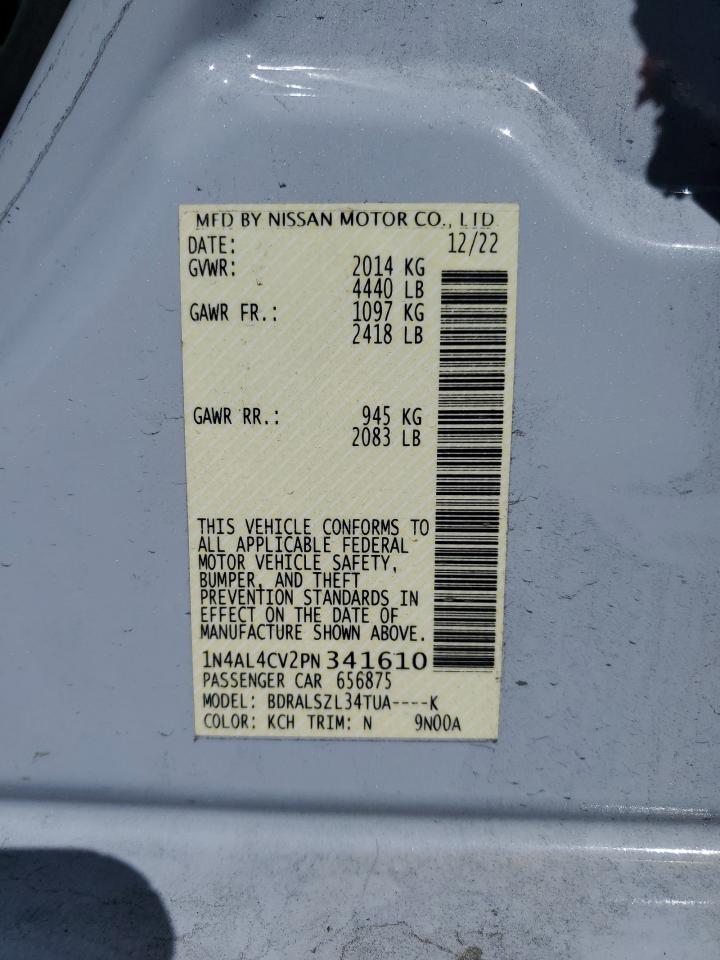 MFD BY NISSAN MOTOR CO., LTD
DATE: 12/22
GVWR: 2014 KG
4440 LB
GAWR FR.: 1097 KG
2418 LB
GAWR RR.: 945 KG
2083 LB
THIS VEHICLE CONFORMS TO
ALL APPLICABLE FEDERAL
MOTOR VEHICLE SAFETY,
BUMPER, AND THEFT
PREVENTION STANDARDS IN
EFFECT ON THE DATE OF
MANUFACTURE SHOWN ABOVE.
1N4AL4CV2PN 341610
PASSENGER CAR 656875
MODEL: BDRALSZL34TUA----K
COLOR: KCH TRIM: N 9N00A